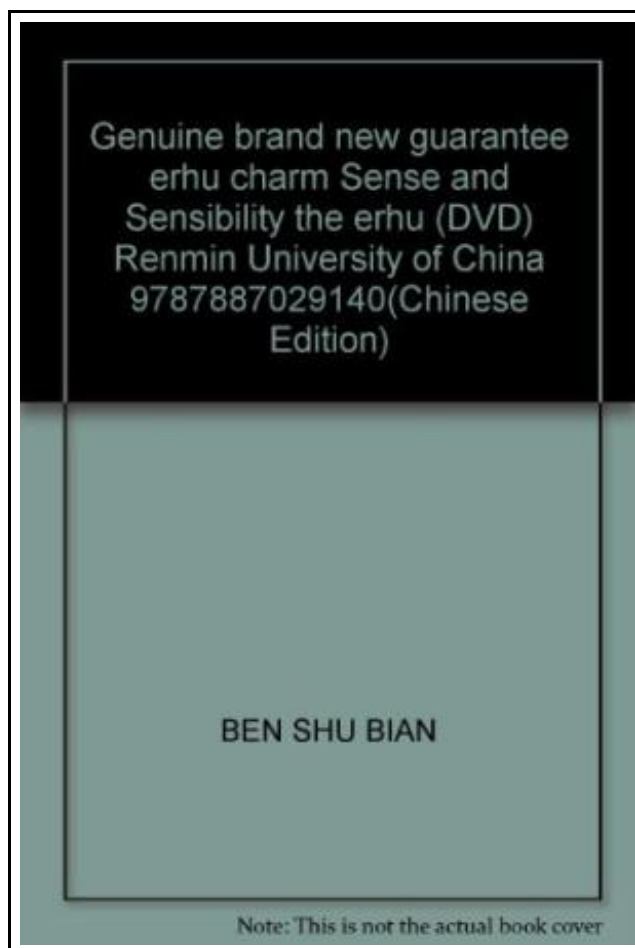 Genuine brand new guarantee
erhu charm Sense and
Sensibility the erhu (DVD)
Renmin University of China
9787887029140(Chinese
Edition)
BEN SHU BIAN
Note: This is not the actual book cover